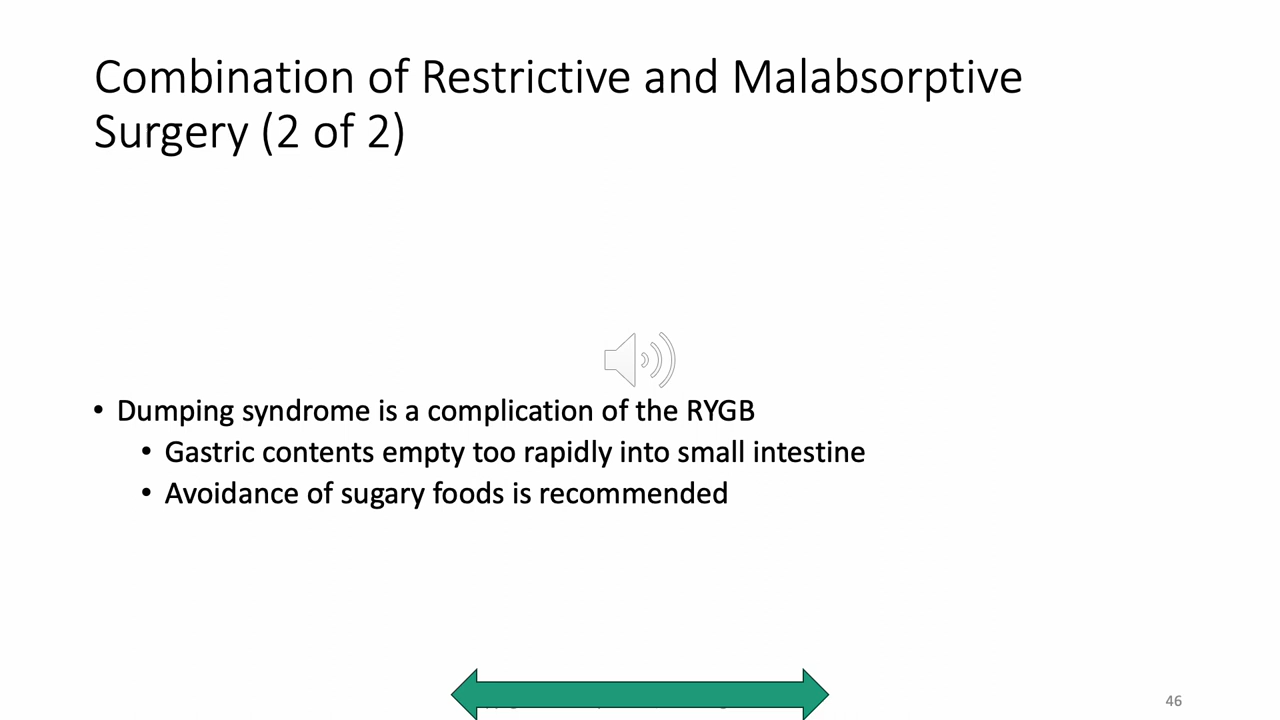 Combination of Restrictive and Malabsorptive
Surgery (2 of 2)
• Dumping syndrome is a complication of the RYGB
• Gastric contents empty too rapidly into small intestine
• Avoidance of sugary foods is recommended
46